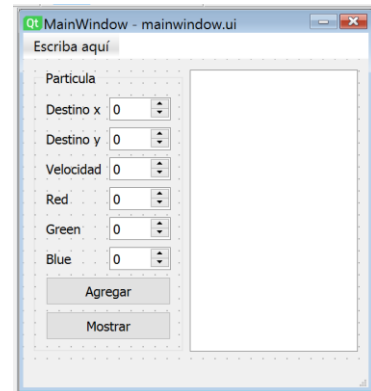 MainWindow - mainwindow.ui
Escriba aquí
Particula
Destino x 0
Destino y 0
Velocidad 0
Red 0
Green 0
Blue 0
Agregar
Mostrar